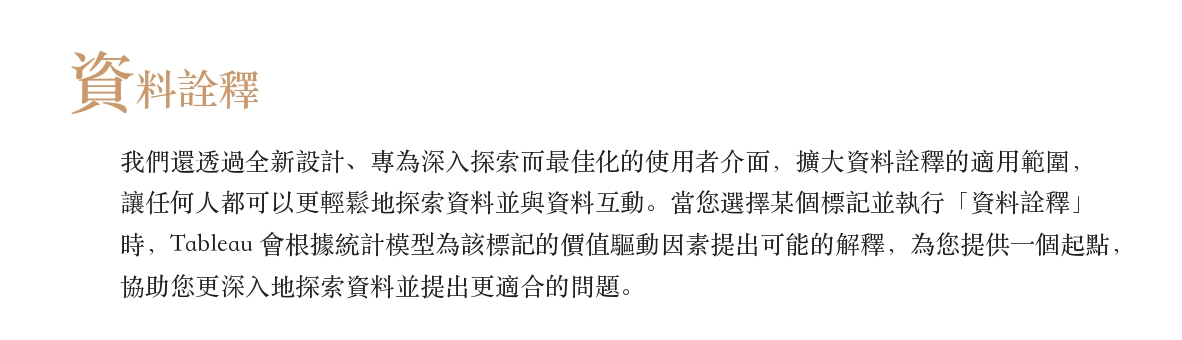 資料詮釋
我們還透過全新設計、專為深入探索而最佳化的使用者介面，擴大資料詮釋的適用範圍，
讓任何人都可以更輕鬆地探索資料並與資料互動。當您選擇某個標記並執行「資料詮釋」
時，Tableau 會根據統計模型為該標記的價值驅動因素提出可能的解釋，為您提供一個起點，
協助您更深入地探索資料並提出更適合的問題。